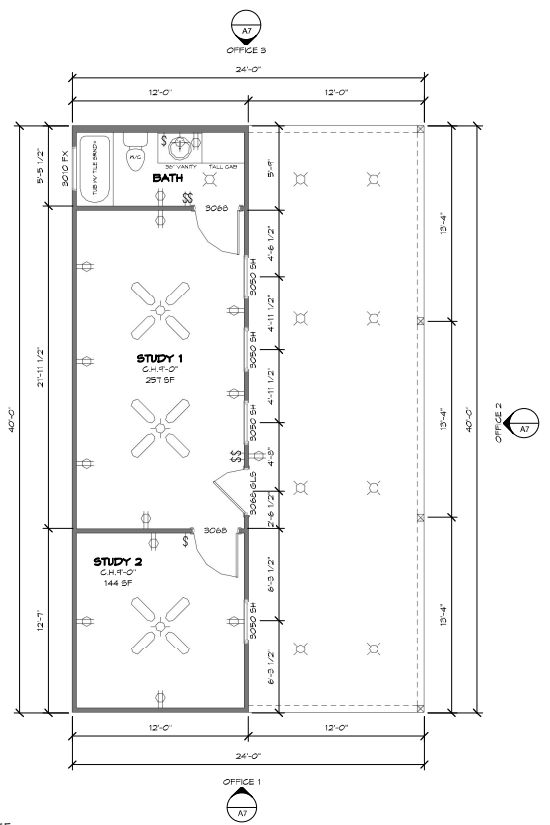 A7
OFFICE 3
24'-0"
12'-0"
12'-0"
5'-5 1/2"
3010 FX
TUB W/ TILE SRND
W/C
$
36" VANITY
TALL CAB
BATH
$$
3068
5'-9"
13'-4"
4'-6 1/2"
3050 SH
4'-11 1/2"
3050 SH
STUDY 1
C.H.9'-0"
257 SF
21'-11 1/2"
40'-0"
4'-11 1/2"
3050 SH
4'-8"
$$
3068 GLS
2'-6 1/2"
13'-4"
40'-0"
OFFICE 2
A7
3068
$
STUDY 2
C.H.9'-0"
144 SF
12'-7"
6'-3 1/2"
3050 SH
6'-3 1/2"
13'-4"
12'-0"
12'-0"
24'-0"
OFFICE 1
A7